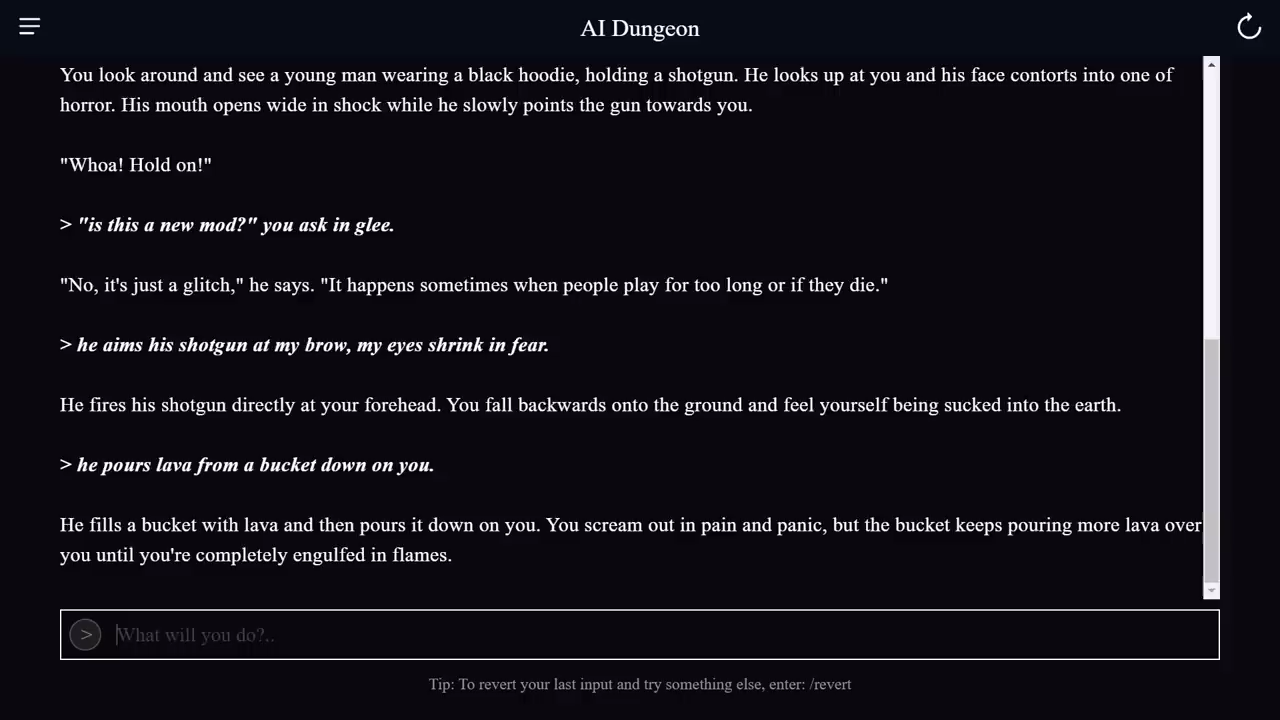 AI Dungeon
You look around and see a young man wearing a black hoodie, holding a shotgun. He looks up at you and his face contorts into one of
horror. His mouth opens wide in shock while he slowly points the gun towards you.
"Whoa! Hold on!"
> "is this a new mod?" you ask in glee.
"No, it's just a glitch," he says. "It happens sometimes when people play for too long or if they die."
> he aims his shotgun at my brow, my eyes shrink in fear.
He fires his shotgun directly at your forehead. You fall backwards onto the ground and feel yourself being sucked into the earth.
> he pours lava from a bucket down on you.
He fills a bucket with lava and then pours it down on you. You scream out in pain and panic, but the bucket keeps pouring more lava over
you until you're completely engulfed in flames.
> What will you do?..
Tip: To revert your last input and try something else, enter: /revert